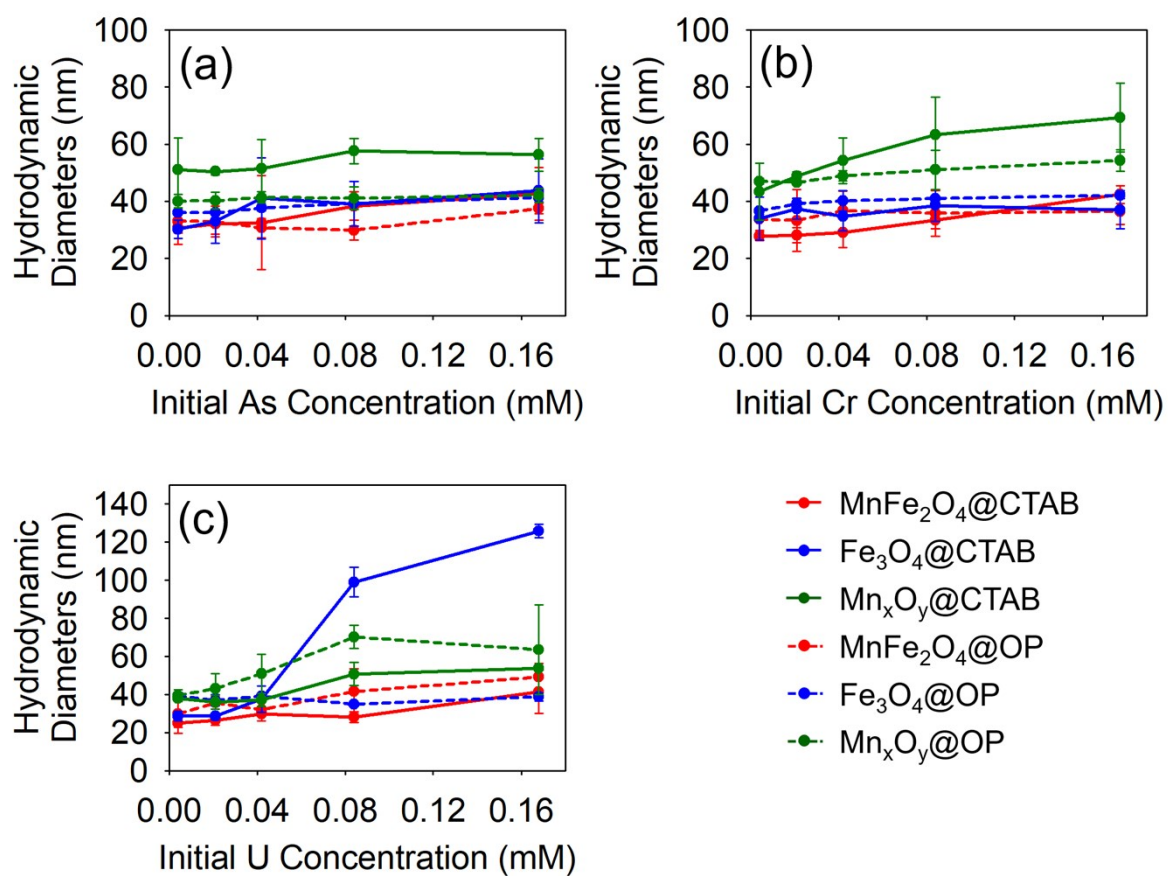 (a)
100
80
60
40
20
0
Hydrodynamic
Diameters (nm)
0.00 0.04 0.08 0.12 0.16
Initial As Concentration (mM)
(b)
100
80
60
40
20
0
Hydrodynamic
Diameters (nm)
0.00 0.04 0.08 0.12 0.16
Initial Cr Concentration (mM)
(c)
140
120
100
80
60
40
20
0
Hydrodynamic
Diameters (nm)
0.00 0.04 0.08 0.12 0.16
Initial U Concentration (mM)
MnFe₂O₄@CTAB
Fe₃O₄@CTAB
MnₓOᵧ@CTAB
MnFe₂O₄@OP
Fe₃O₄@OP
MnₓOᵧ@OP